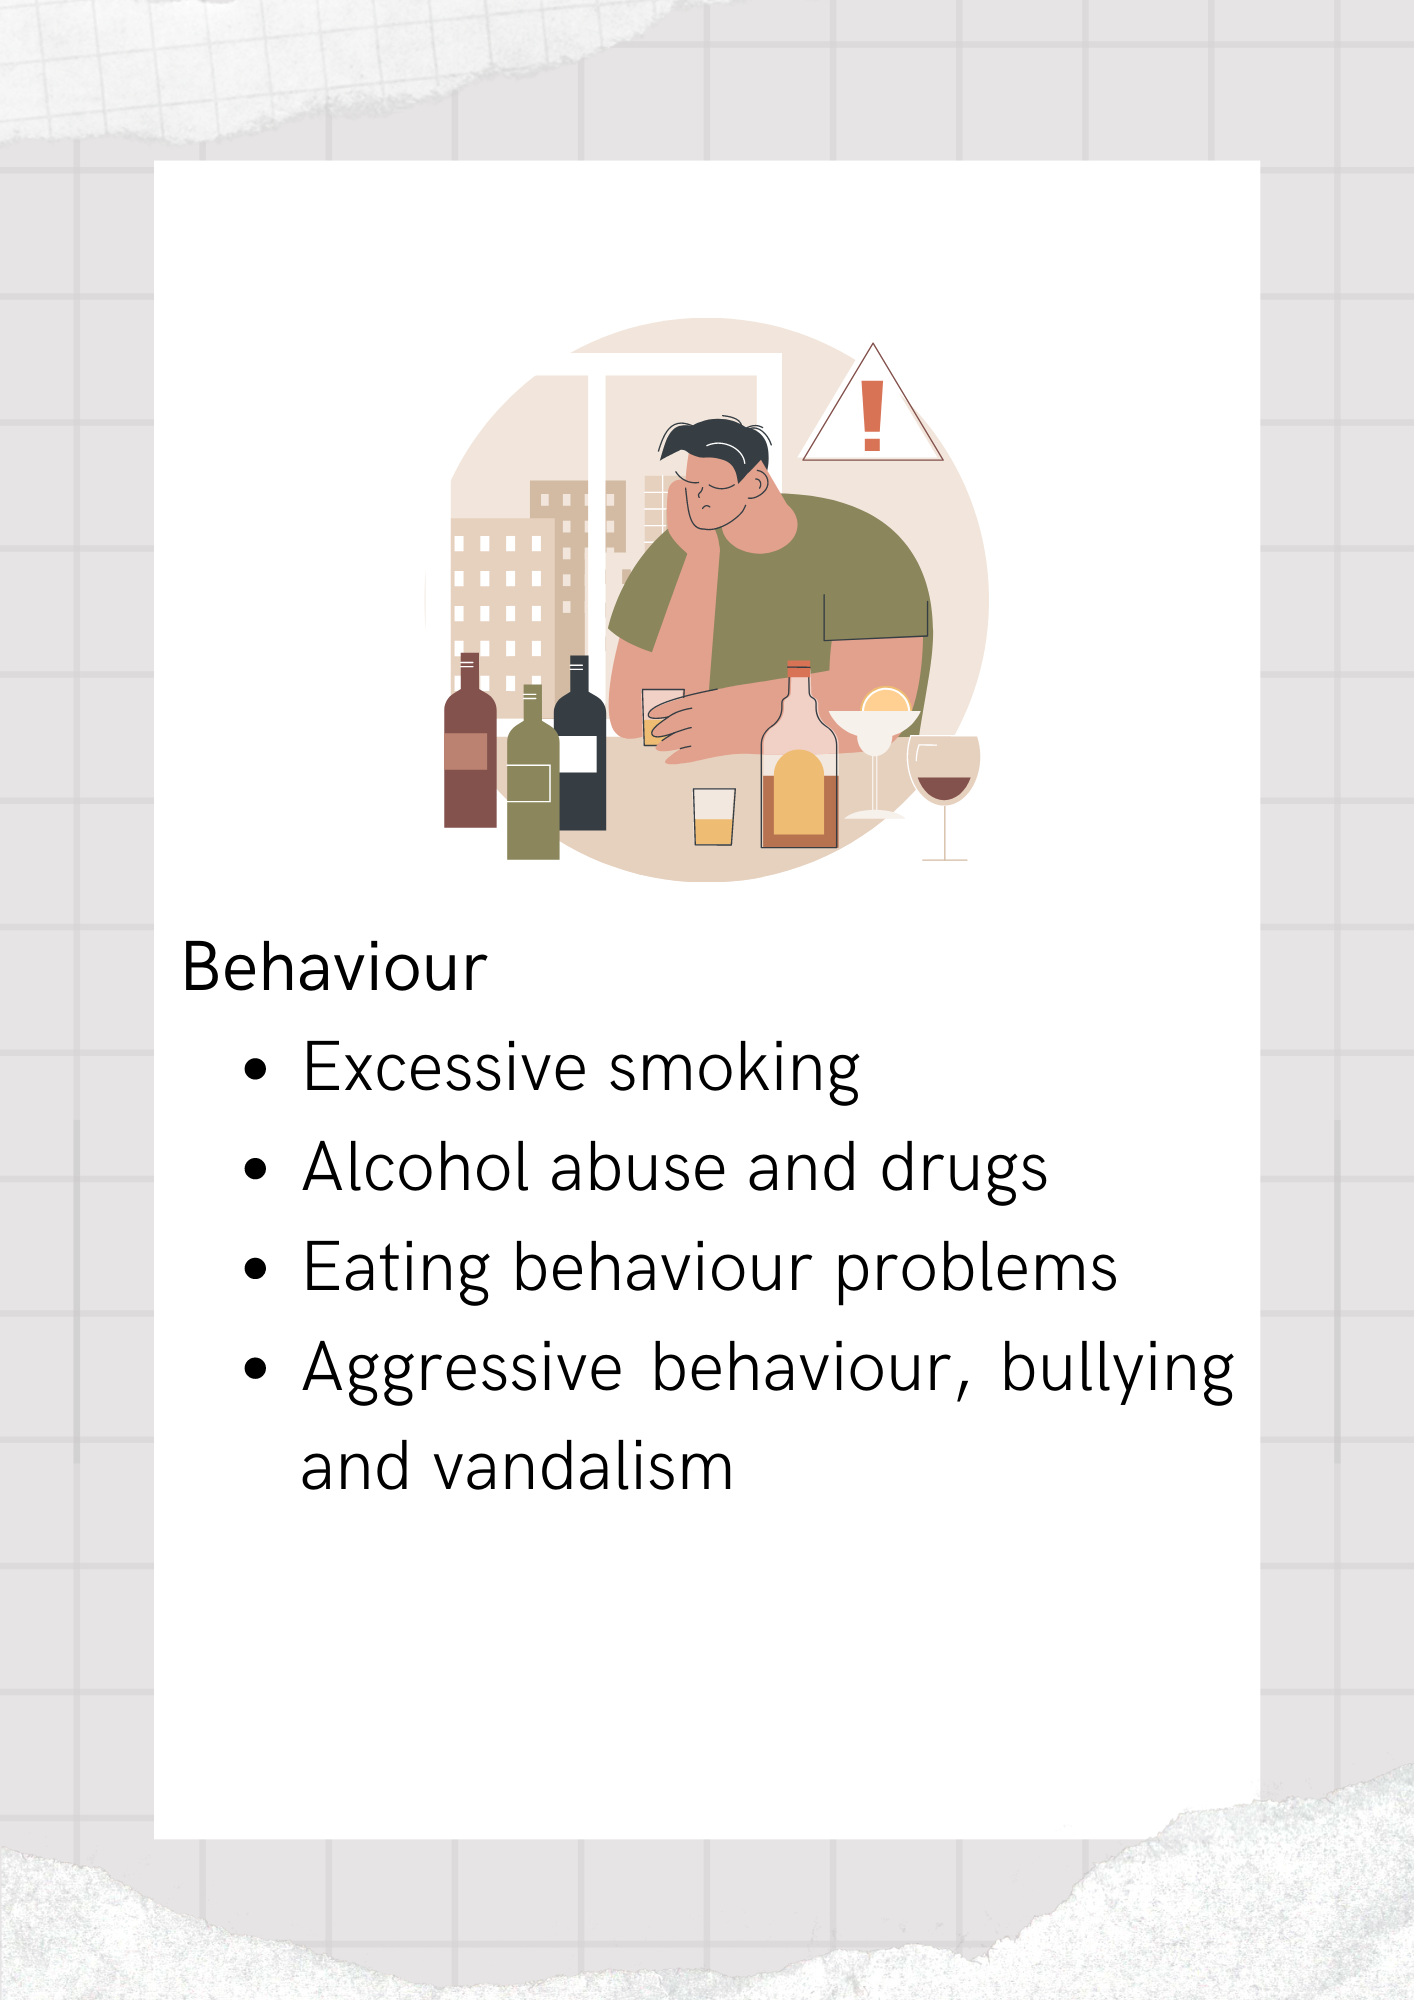 Behaviour
• Excessive smoking
• Alcohol abuse and drugs
• Eating behaviour problems
• Aggressive behaviour, bullying
and vandalism